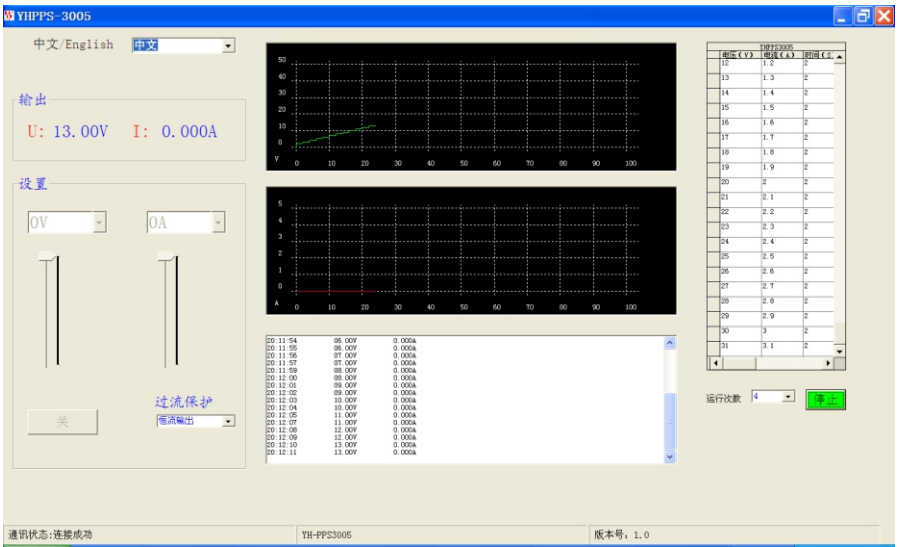 YHPPS-3005
中文/English 中文
输出
U: 13.00V I: 0.000A
设置
0V 0A
过流保护
关 恒流输出
50
40
30
20
10
0
V 0 10 20 30 40 50 60 70 80 90 100
5
4
3
2
1
0
A 0 10 20 30 40 50 60 70 80 90 100
20:11:54 06.00V 0.000A
20:11:55 06.00V 0.000A
20:11:56 07.00V 0.000A
20:11:57 07.00V 0.000A
20:11:59 08.00V 0.000A
20:12:00 08.00V 0.000A
20:12:01 09.00V 0.000A
20:12:02 09.00V 0.000A
20:12:03 10.00V 0.000A
20:12:04 10.00V 0.000A
20:12:05 11.00V 0.000A
20:12:07 11.00V 0.000A
20:12:08 12.00V 0.000A
20:12:09 12.00V 0.000A
20:12:10 13.00V 0.000A
20:12:11 13.00V 0.000A
YHPPS3005
电压(V) 电流(A) 时间(S
12 1.2 2
13 1.3 2
14 1.4 2
15 1.5 2
16 1.6 2
17 1.7 2
18 1.8 2
19 1.9 2
20 2 2
21 2.1 2
22 2.2 2
23 2.3 2
24 2.4 2
25 2.5 2
26 2.6 2
27 2.7 2
28 2.8 2
29 2.9 2
30 3 2
31 3.1 2
运行次数 4 停止
通讯状态:连接成功 YH-PPS3005 版本号: 1.0